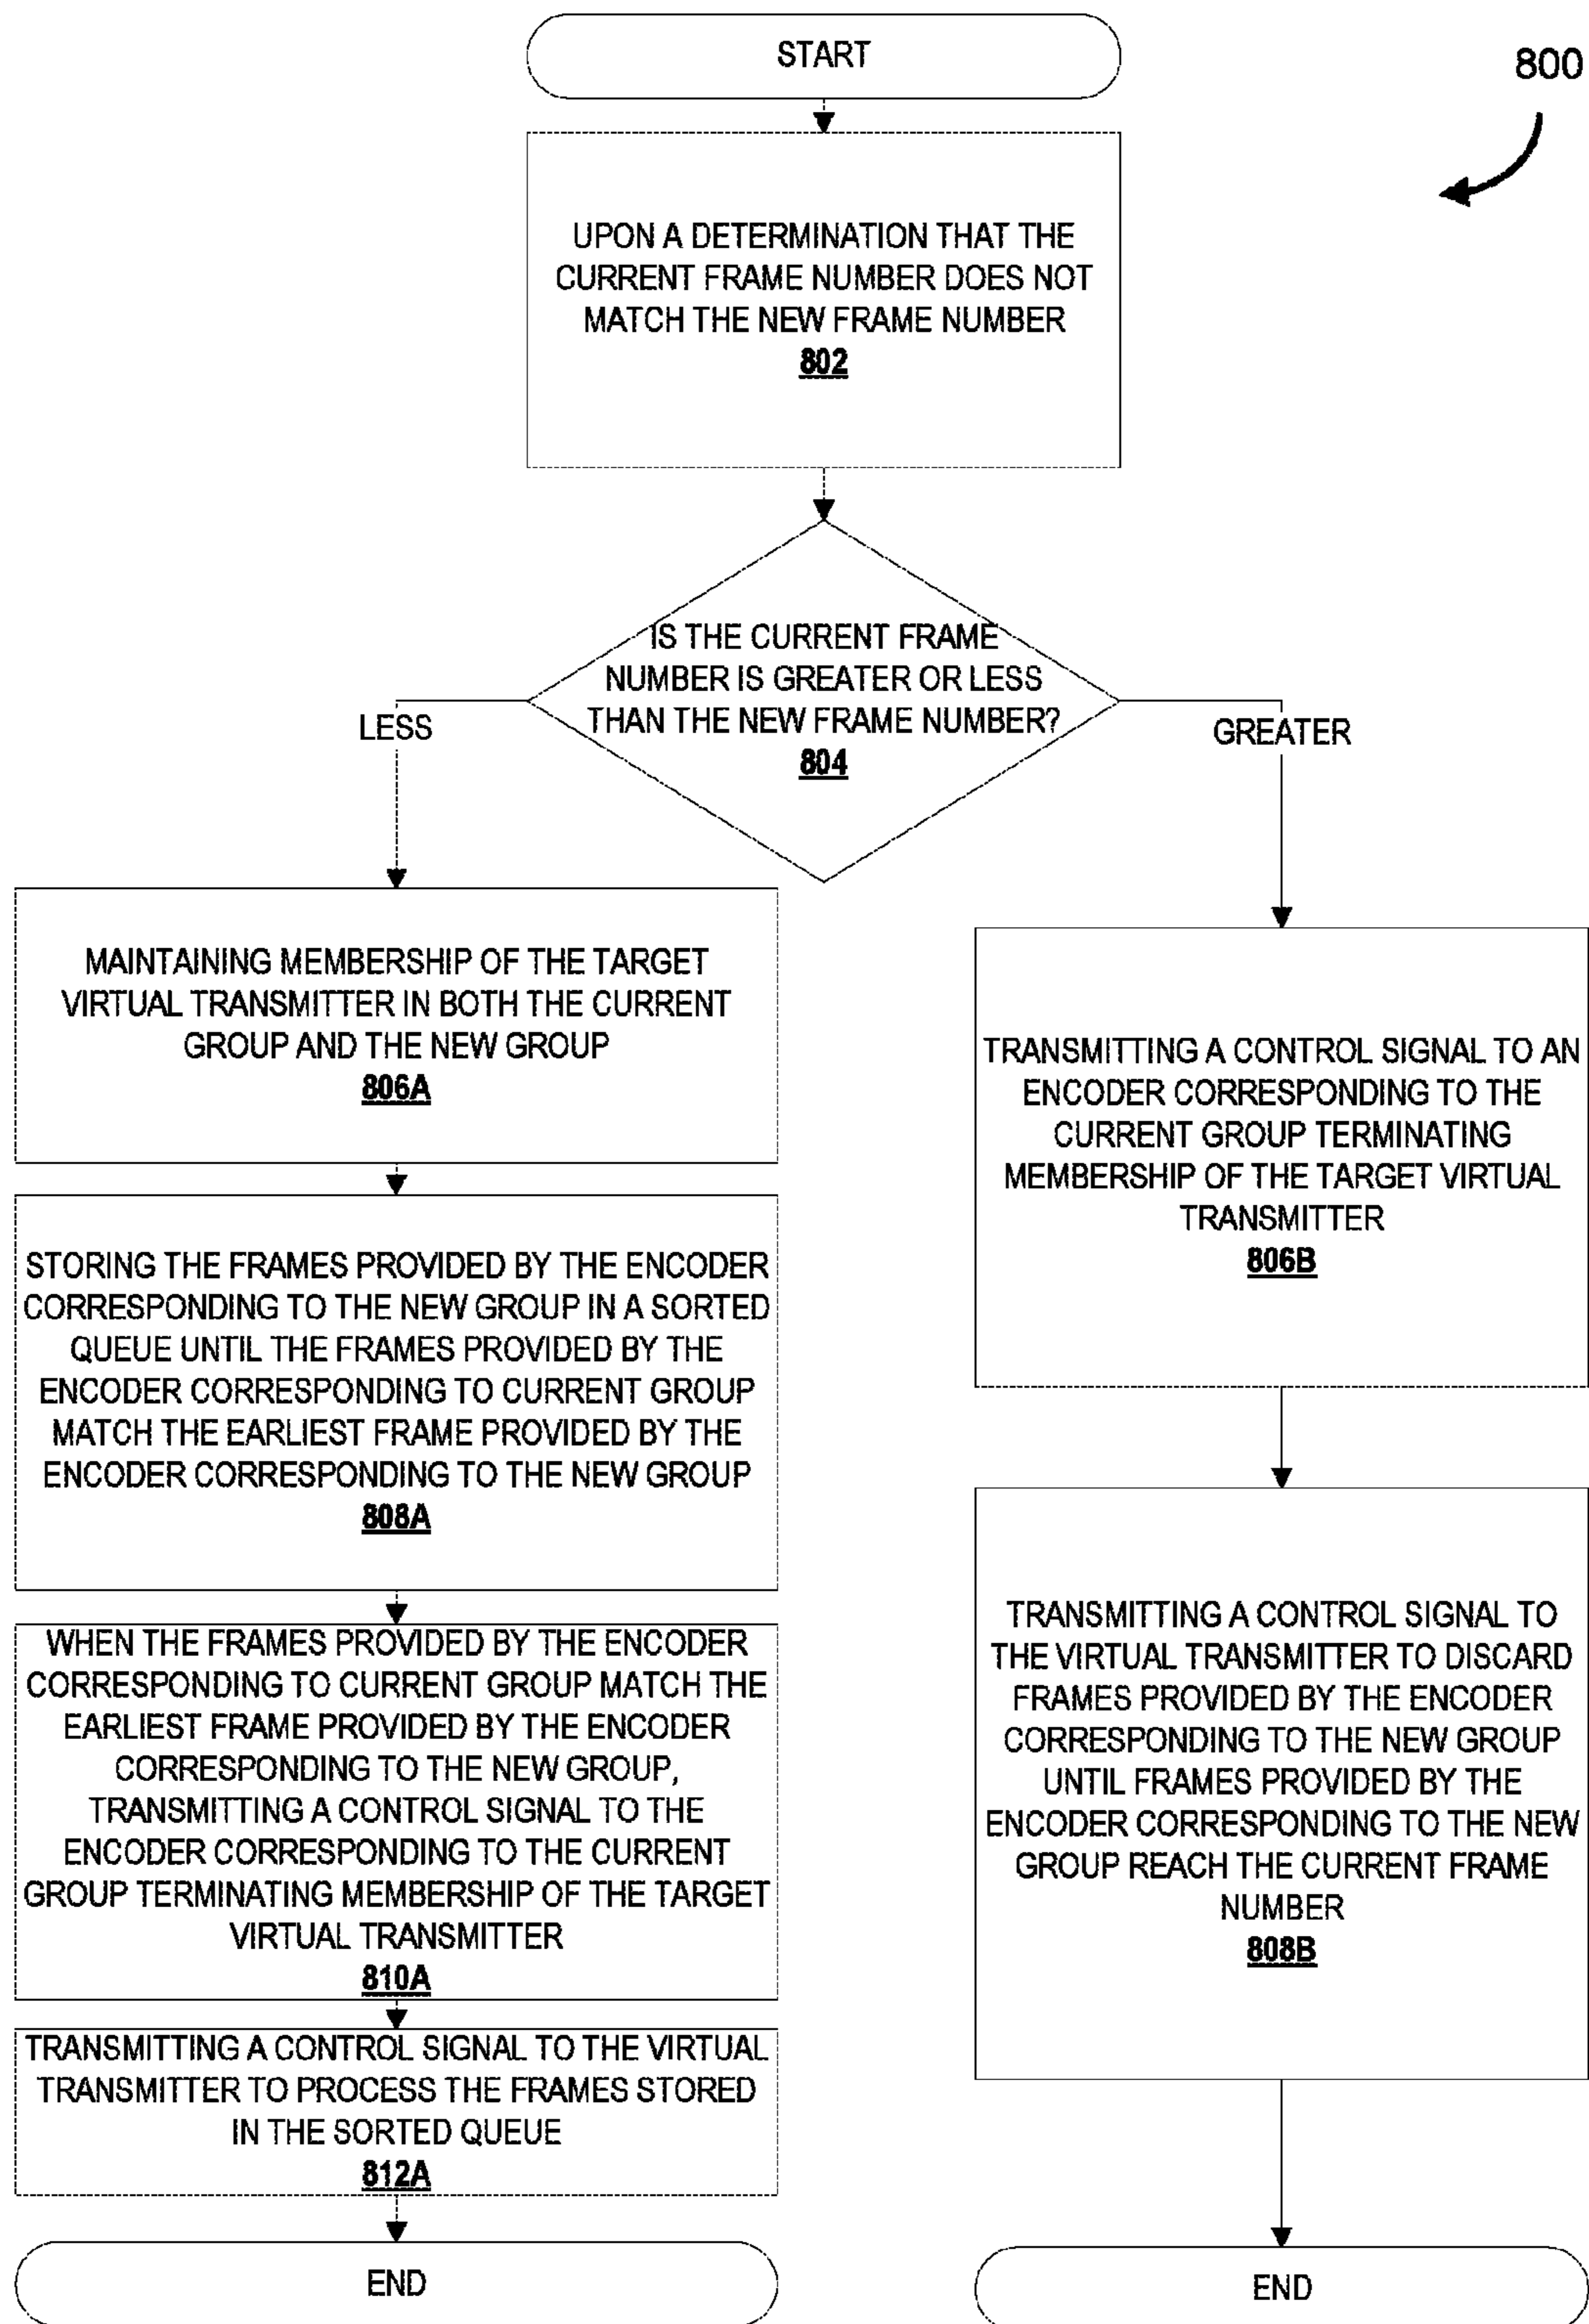 START
800
UPON A DETERMINATION THAT THE
CURRENT FRAME NUMBER DOES NOT
MATCH THE NEW FRAME NUMBER
802
IS THE CURRENT FRAME
NUMBER IS GREATER OR LESS
THAN THE NEW FRAME NUMBER?
804
LESS
GREATER
MAINTAINING MEMBERSHIP OF THE TARGET
VIRTUAL TRANSMITTER IN BOTH THE CURRENT
GROUP AND THE NEW GROUP
806A
STORING THE FRAMES PROVIDED BY THE ENCODER
CORRESPONDING TO THE NEW GROUP IN A SORTED
QUEUE UNTIL THE FRAMES PROVIDED BY THE
ENCODER CORRESPONDING TO CURRENT GROUP
MATCH THE EARLIEST FRAME PROVIDED BY THE
ENCODER CORRESPONDING TO THE NEW GROUP
808A
WHEN THE FRAMES PROVIDED BY THE ENCODER
CORRESPONDING TO CURRENT GROUP MATCH THE
EARLIEST FRAME PROVIDED BY THE ENCODER
CORRESPONDING TO THE NEW GROUP,
TRANSMITTING A CONTROL SIGNAL TO THE
ENCODER CORRESPONDING TO THE CURRENT
GROUP TERMINATING MEMBERSHIP OF THE TARGET
VIRTUAL TRANSMITTER
810A
TRANSMITTING A CONTROL SIGNAL TO THE VIRTUAL
TRANSMITTER TO PROCESS THE FRAMES STORED
IN THE SORTED QUEUE
812A
END
TRANSMITTING A CONTROL SIGNAL TO AN
ENCODER CORRESPONDING TO THE
CURRENT GROUP TERMINATING
MEMBERSHIP OF THE TARGET VIRTUAL
TRANSMITTER
806B
TRANSMITTING A CONTROL SIGNAL TO
THE VIRTUAL TRANSMITTER TO DISCARD
FRAMES PROVIDED BY THE ENCODER
CORRESPONDING TO THE NEW GROUP
UNTIL FRAMES PROVIDED BY THE
ENCODER CORRESPONDING TO THE NEW
GROUP REACH THE CURRENT FRAME
NUMBER
808B
END